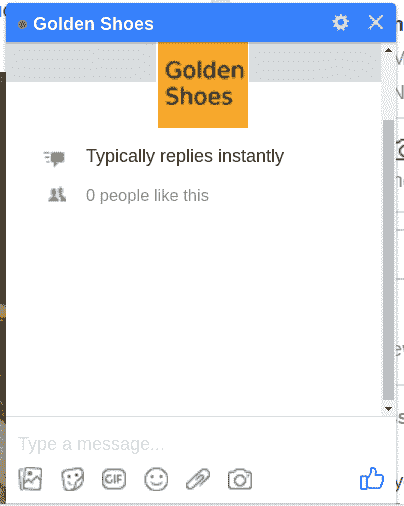 Golden Shoes
Golden
Shoes
Typically replies instantly
0 people like this
Type a message...
GIF